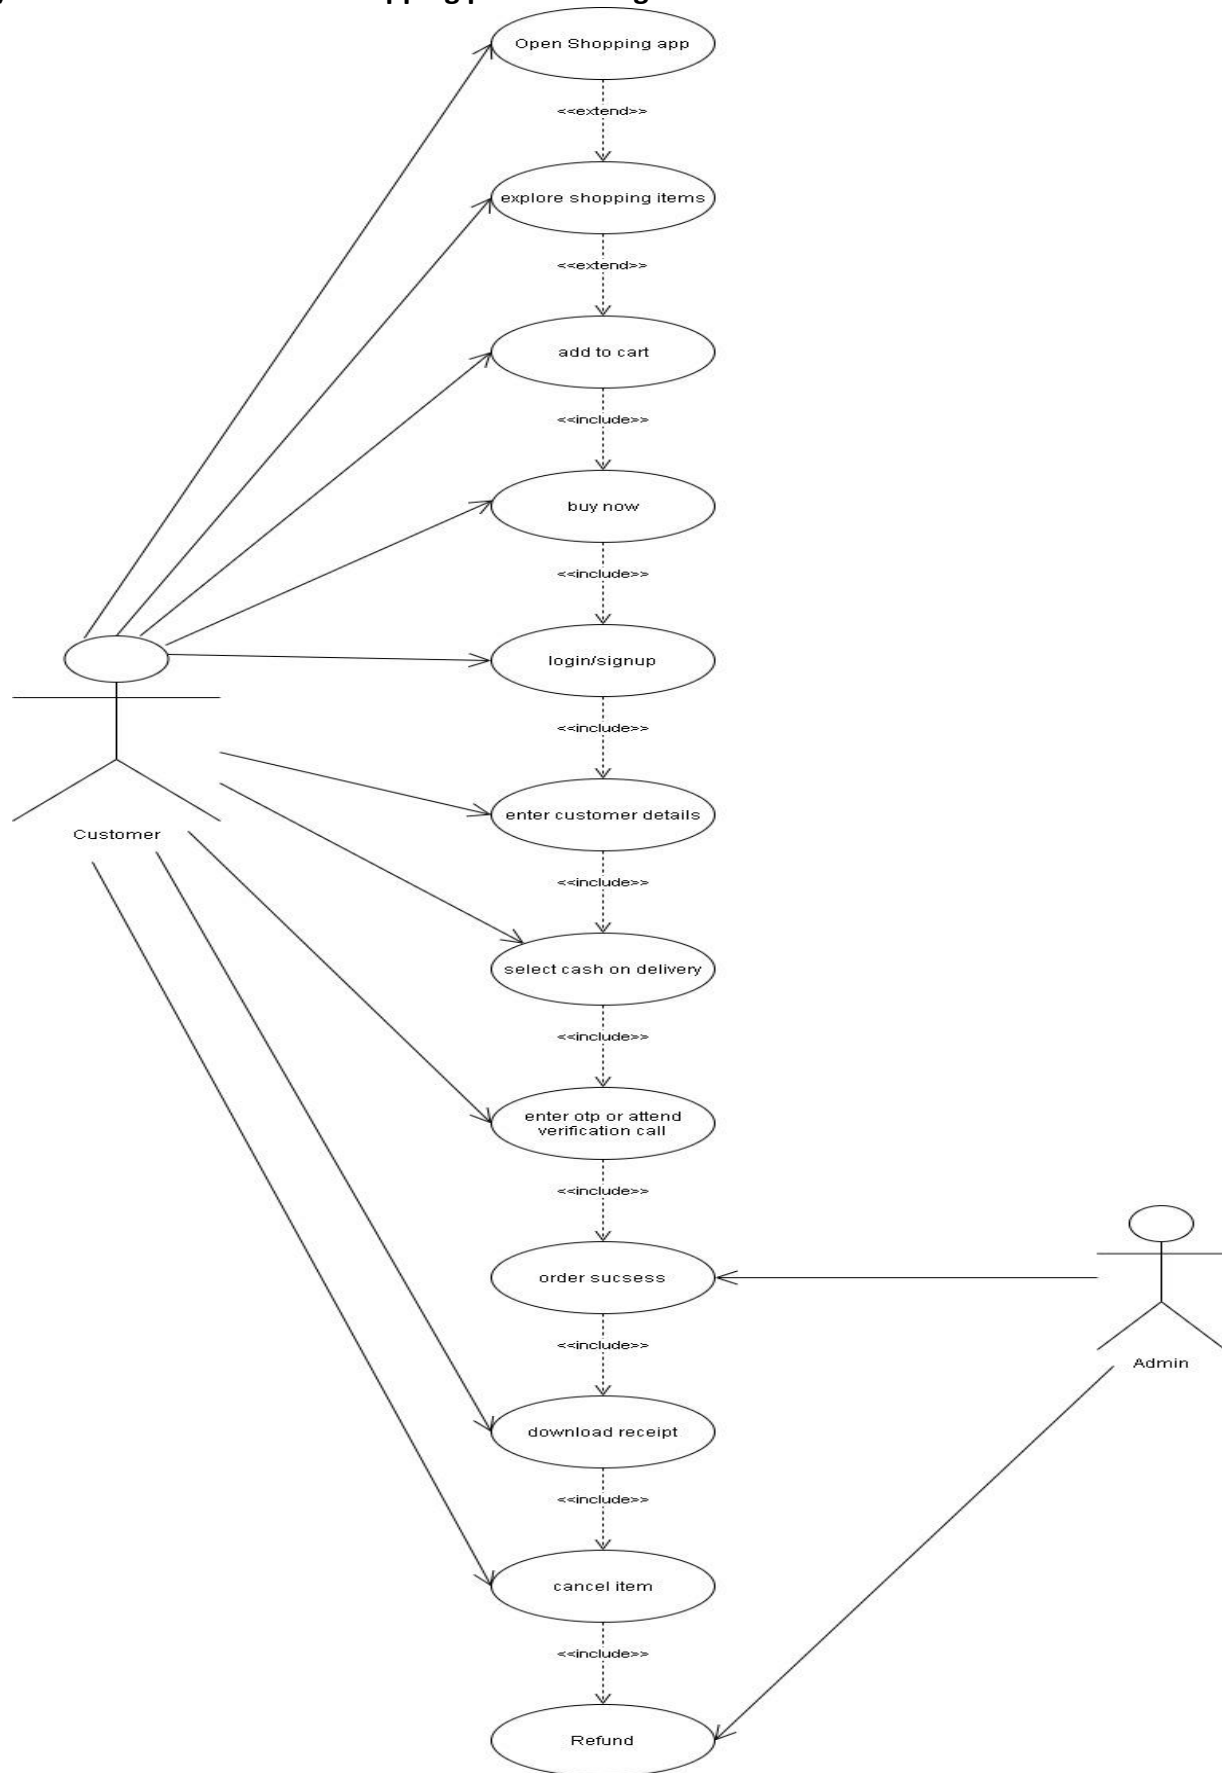 Open Shopping app
<<extend>>
explore shopping items
<<extend>>
add to cart
<<include>>
buy now
<<include>>
login/signup
<<include>>
enter customer details
Customer
<<include>>
select cash on delivery
<<include>>
enter otp or attend
verification call
<<include>>
order sucsess
<<include>>
Admin
download receipt
<<include>>
cancel item
<<include>>
Refund